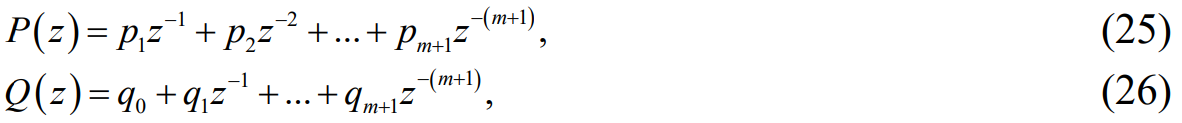 P(z) = p₁z⁻¹ + p₂z⁻² + ... + pₘ₊₁z^{-(m+1)}, (25)
Q(z) = q₀ + q₁z⁻¹ + ... + qₘ₊₁z^{-(m+1)}, (26)